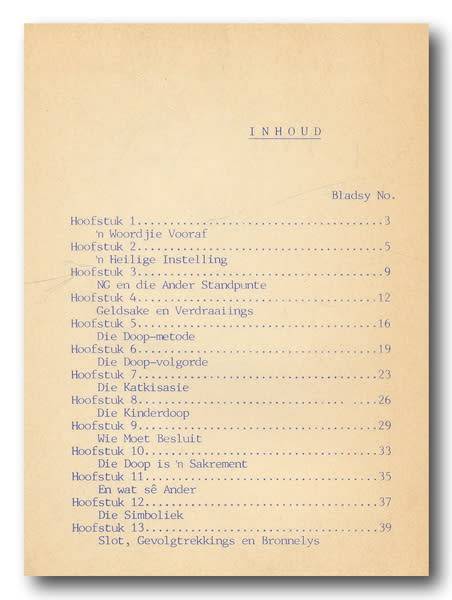 INHOUD
Bladsy No.
Hoofstuk 1......................................3
'n Woordjie Vooraf
Hoofstuk 2......................................5
'n Heilige Instelling
Hoofstuk 3......................................9
NG en die Ander Standpunte
Hoofstuk 4.....................................12
Geldsake en Verdraaiings
Hoofstuk 5.....................................16
Die Doop-metode
Hoofstuk 6.....................................19
Die Doop-volgorde
Hoofstuk 7.....................................23
Die Katkisasie
Hoofstuk 8................................ .....26
Die Kinderdoop
Hoofstuk 9.....................................29
Wie Moet Besluit
Hoofstuk 10....................................33
Die Doop is 'n Sakrement
Hoofstuk 11....................................35
En wat sê Ander
Hoofstuk 12....................................37
Die Simboliek
Hoofstuk 13....................................39
Slot, Gevolgtrekkings en Bronnelys